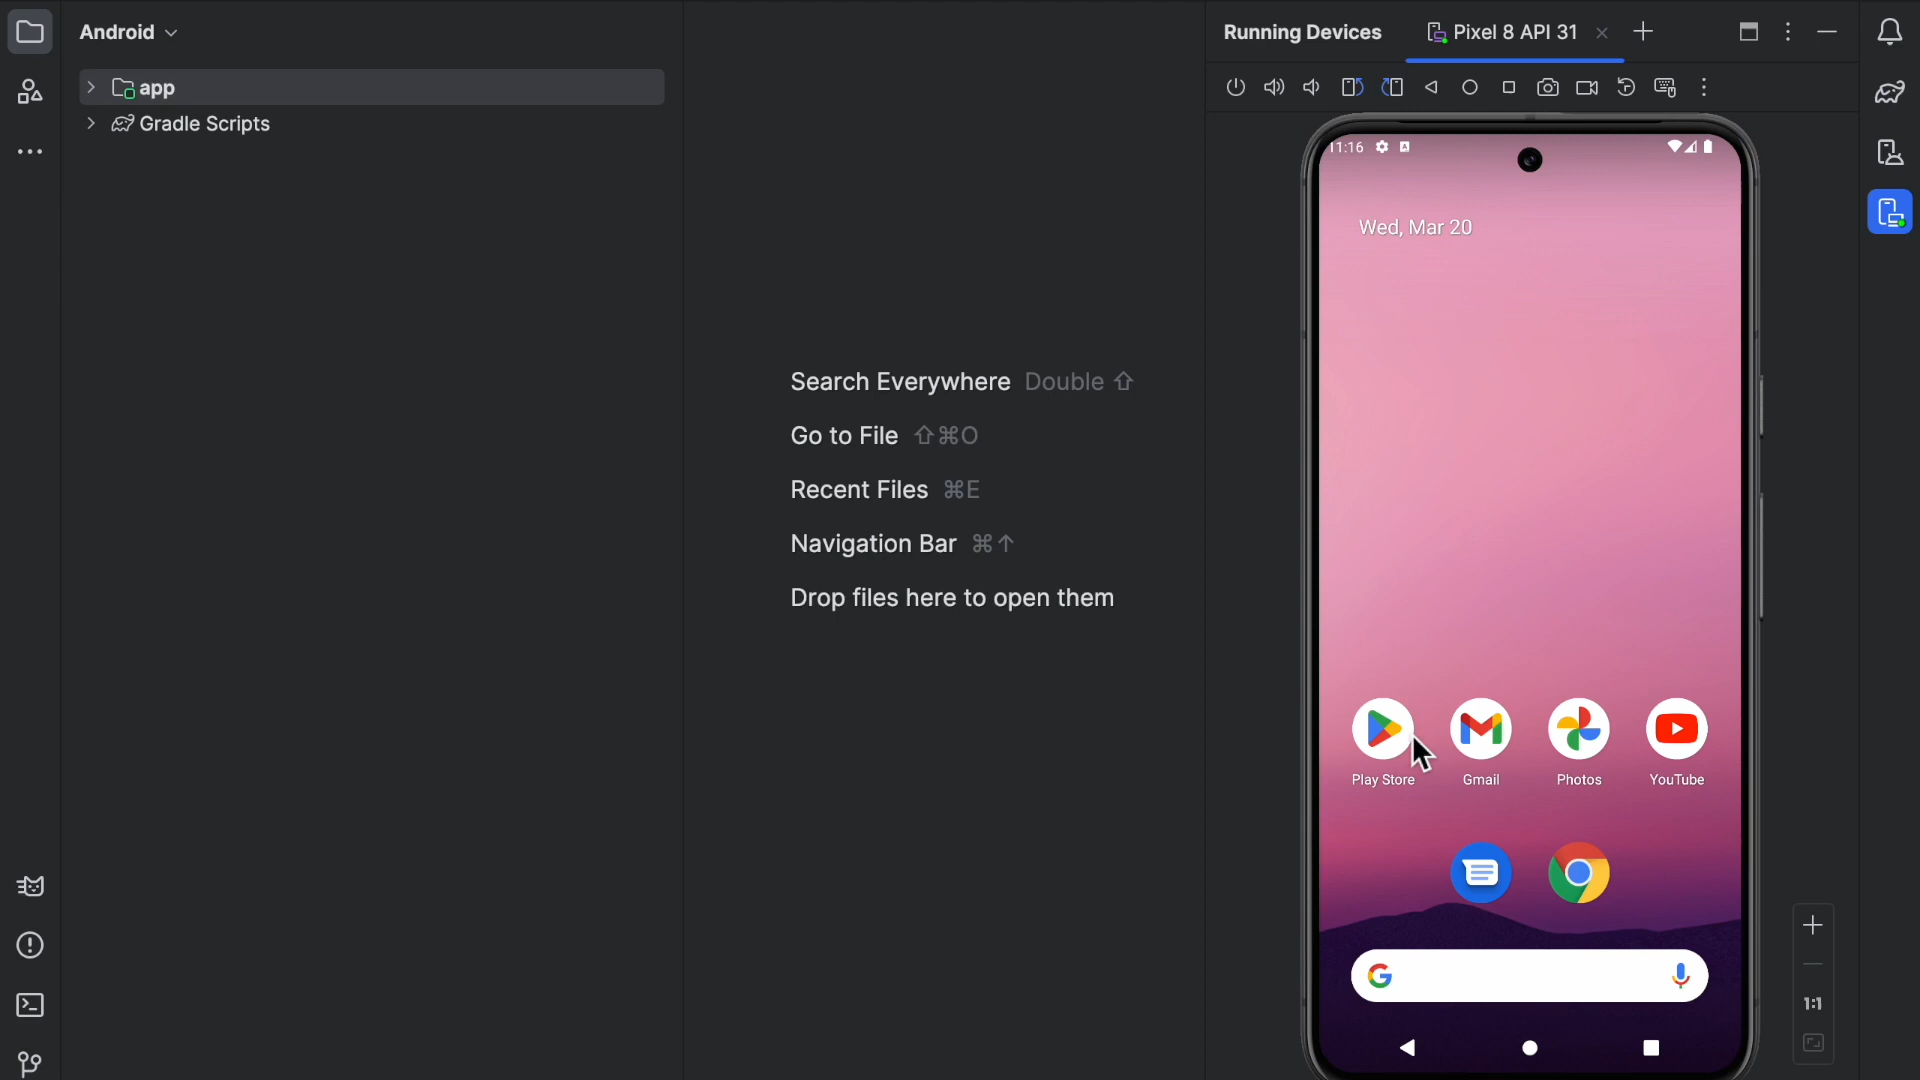 Android
app
Gradle Scripts
Search Everywhere Double ⇧
Go to File ⇧⌘O
Recent Files ⌘E
Navigation Bar ⌘↑
Drop files here to open them
Running Devices
Pixel 8 API 31
11:16
Wed, Mar 20
Play Store
Gmail
Photos
YouTube
1:1